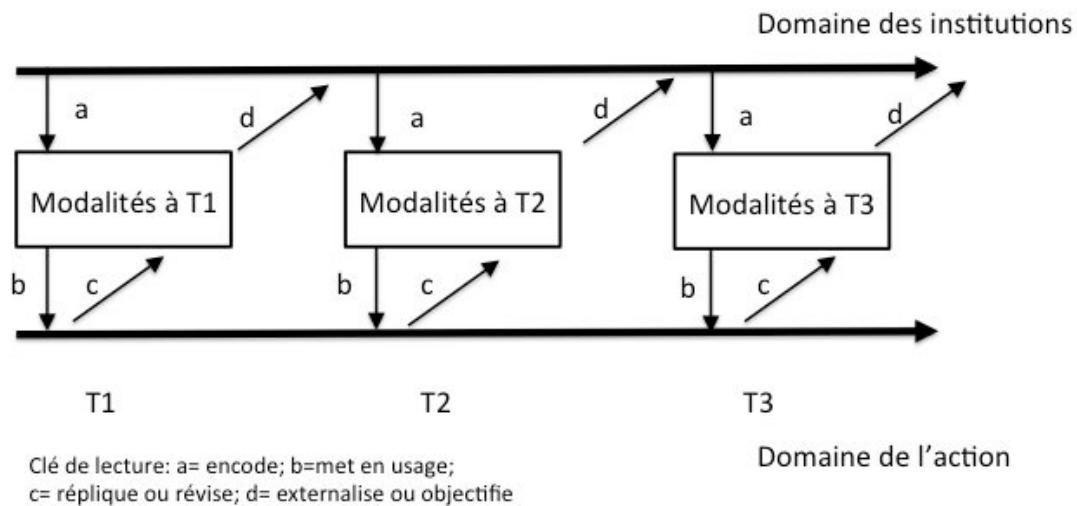 Domaine des institutions
a d a d a d
Modalités à T1 Modalités à T2 Modalités à T3
b c b c b c
T1 T2 T3
Domaine de l'action
Clé de lecture: a= encode; b=met en usage;
c= réplique ou révise; d= externalise ou objectifie